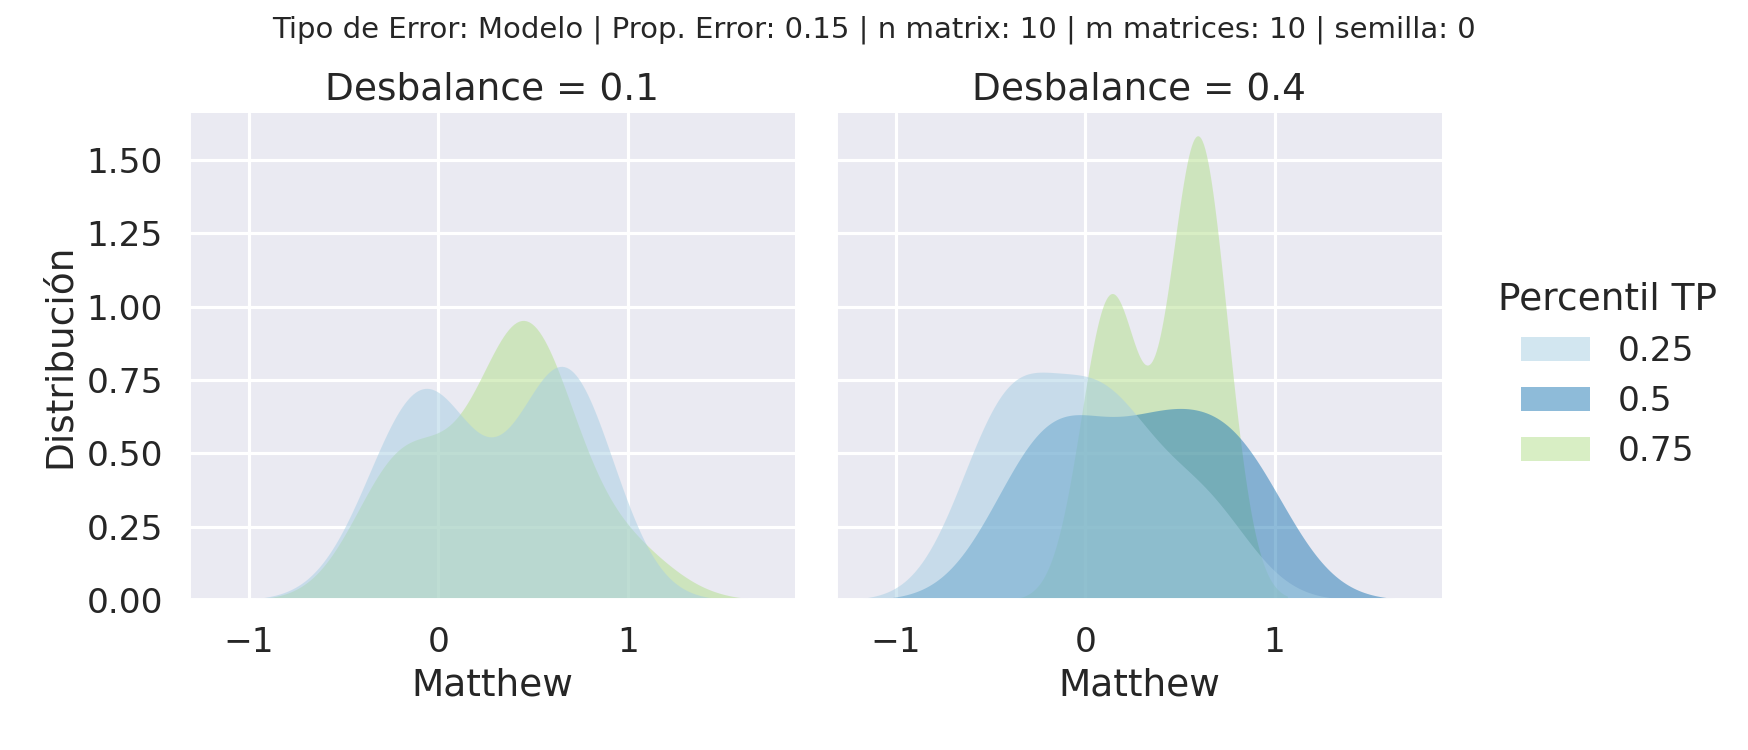 Tipo de Error: Modelo | Prop. Error: 0.15 | n matrix: 10 | m matrices: 10 | semilla: 0
Desbalance = 0.1
Desbalance = 0.4
Distribución
1.50
1.25
1.00
0.75
0.50
0.25
0.00
−1 0 1
Matthew
−1 0 1
Matthew
Percentil TP
0.25
0.5
0.75